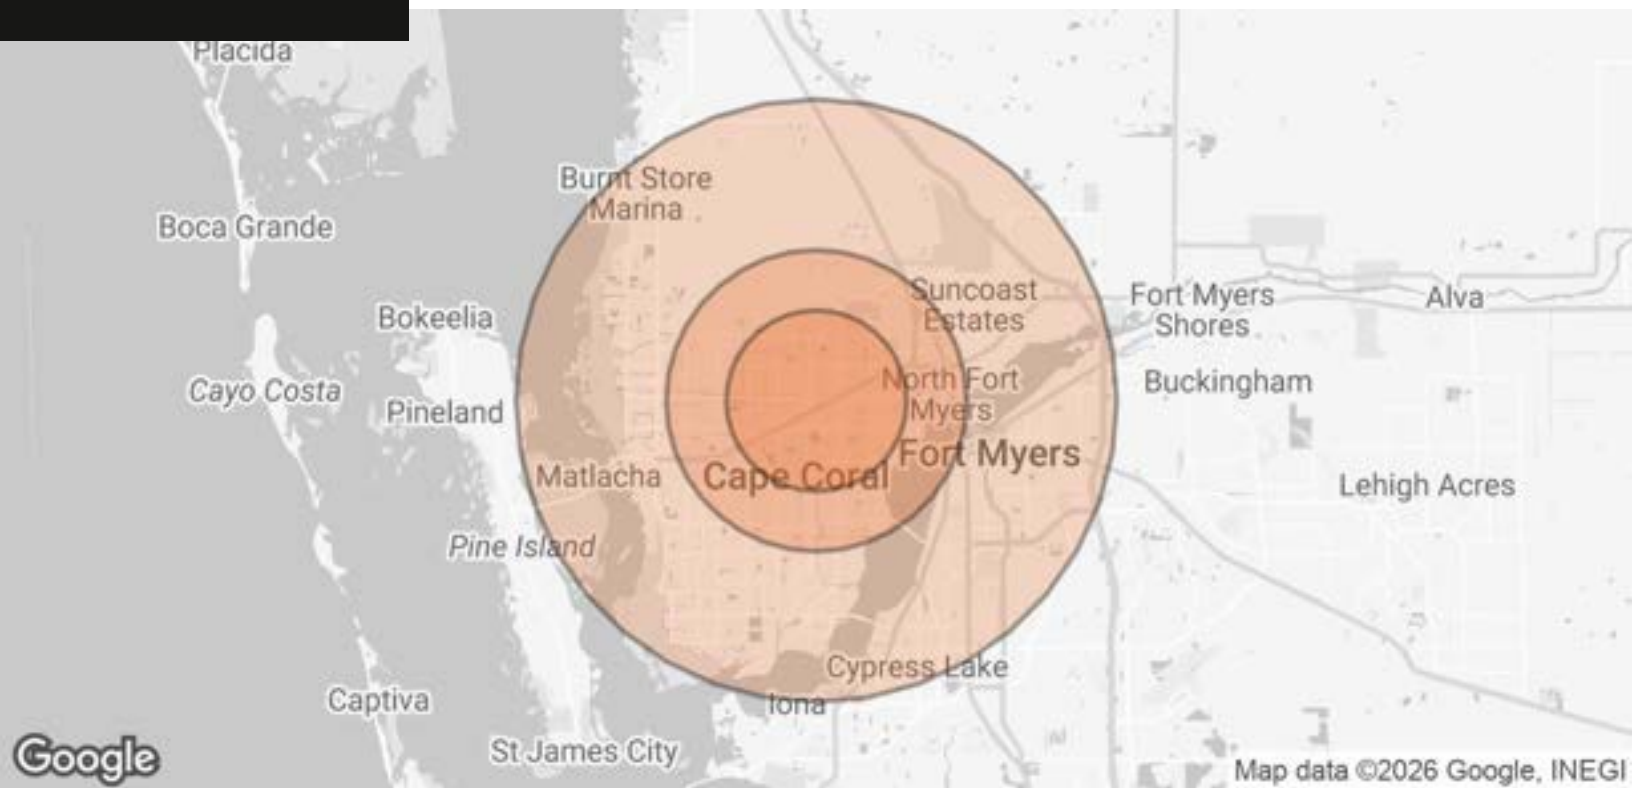 Placida
Burnt Store
Marina
Boca Grande
Suncoast
Estates
Fort Myers
Shores
Alva
Bokeelia
Cayo Costa
North Fort
Myers
Buckingham
Pineland
Fort Myers
Matlacha
Cape Coral
Lehigh Acres
Pine Island
Cypress Lake
Captiva
Iona
St James City
Google
Map data ©2026 Google, INEGI